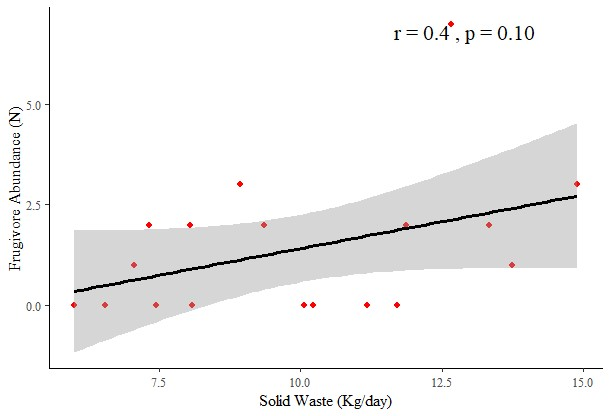 r = 0.4 , p = 0.10
Frugivore Abundance (N)
5.0
2.5
0.0
7.5
10.0
12.5
15.0
Solid Waste (Kg/day)